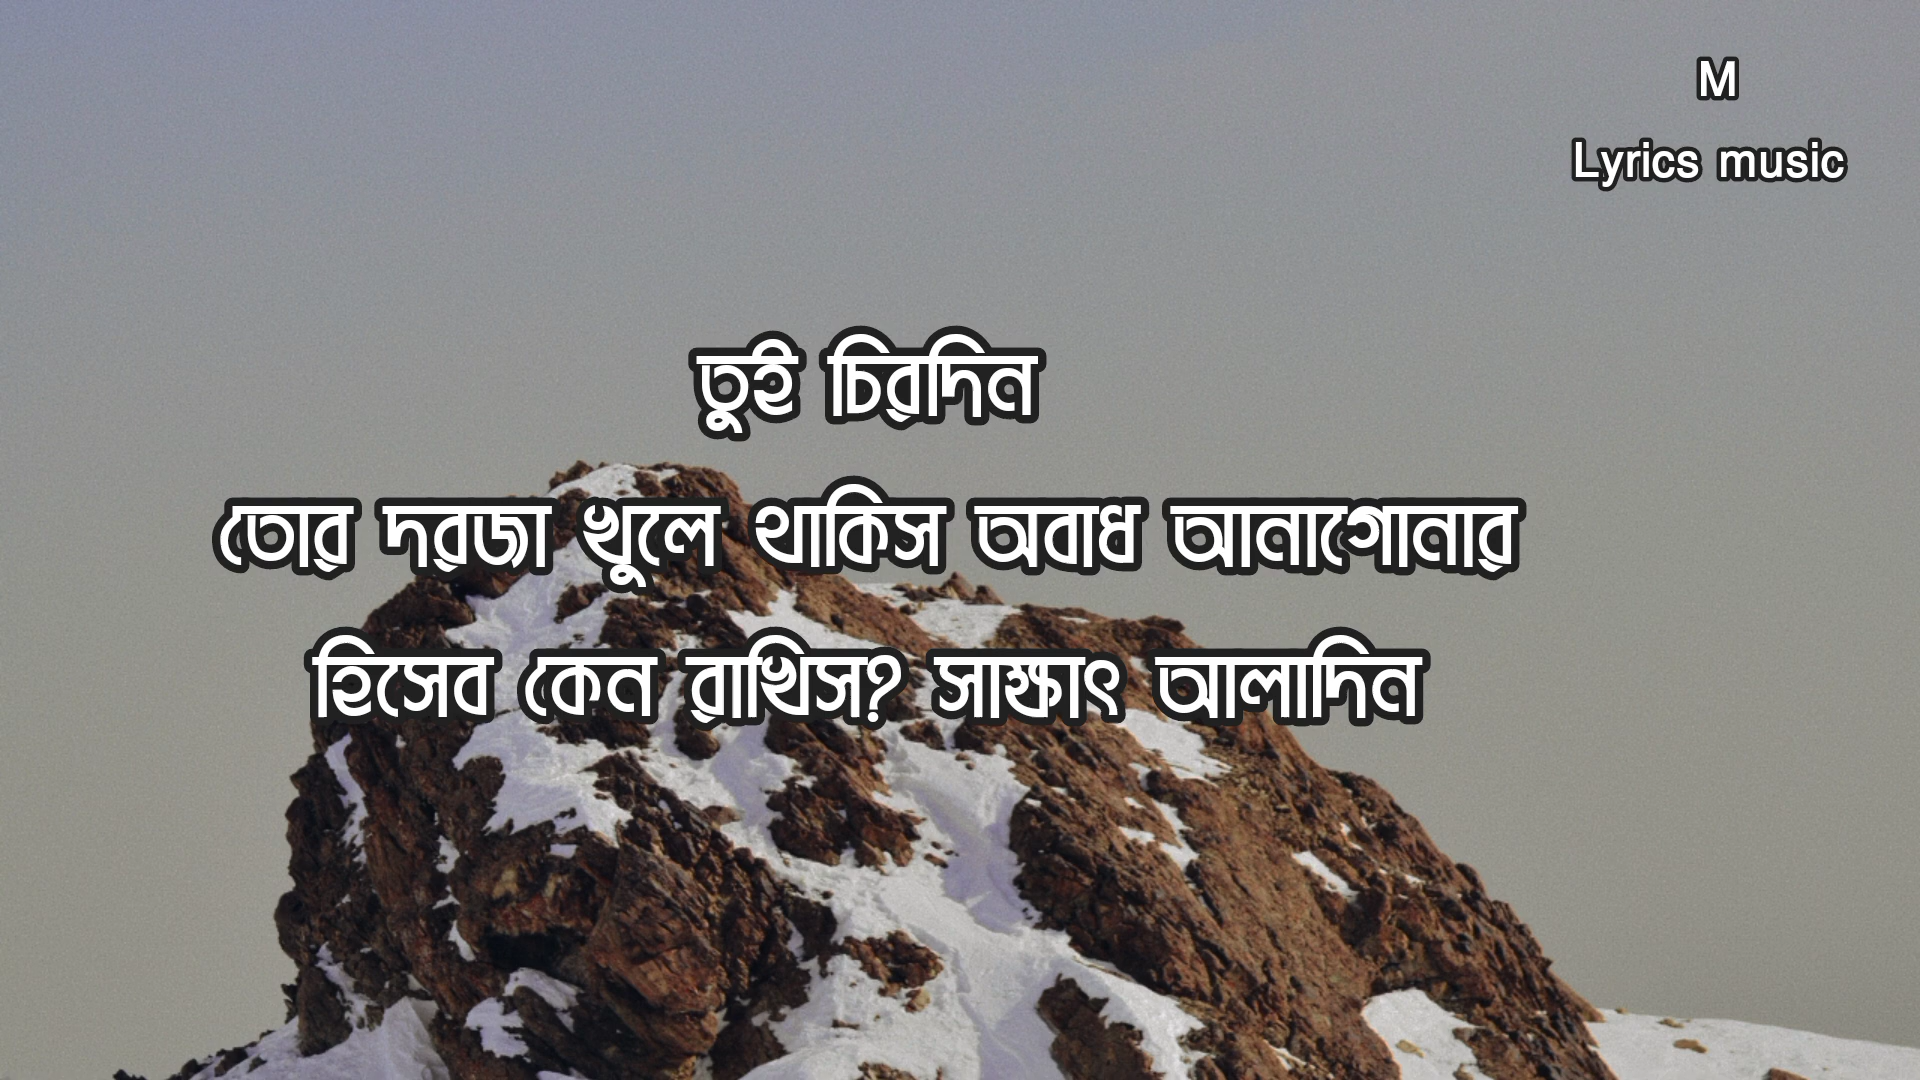 M
Lyrics music
তুই চিরদিন
তোর দরজা খুলে থাকিস অবাধ আনাগোনার
হিসেব কেন রাখিস? সাক্ষাৎ আলাদিন